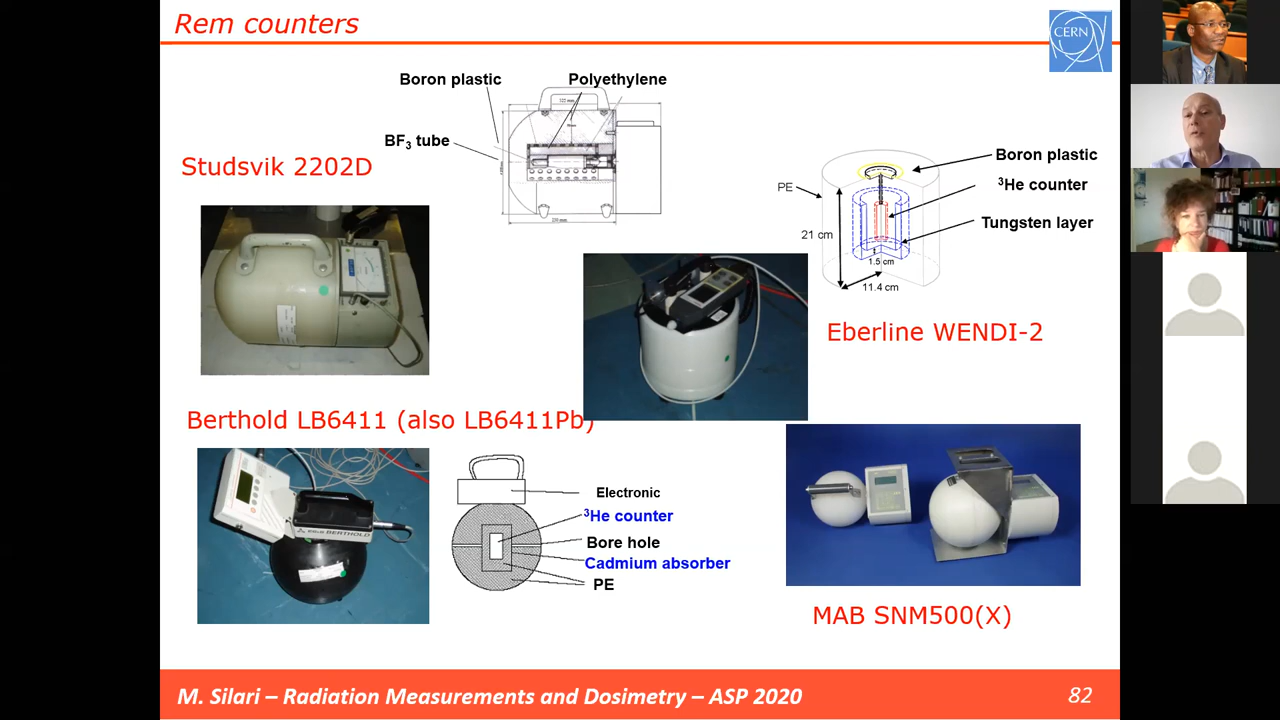 Rem counters
CERN
Boron plastic
Polyethylene
BF₃ tube
Studsvik 2202D
Boron plastic
³He counter
PE
Tungsten layer
21 cm
1.5 cm
11.4 cm
Eberline WENDI-2
Berthold LB6411 (also LB6411Pb)
BERTHOLD
Electronic
³He counter
Bore hole
Cadmium absorber
PE
MAB SNM500(X)
M. Silari – Radiation Measurements and Dosimetry – ASP 2020
82